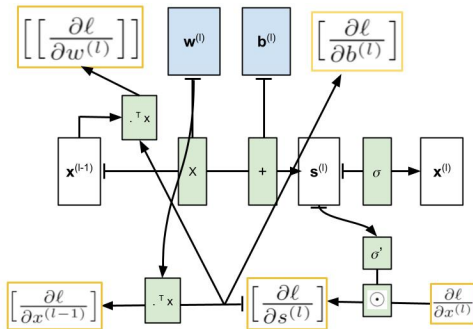 [[∂ℓ/∂w^(l)]]
w^(l)
b^(l)
[∂ℓ/∂b^(l)]
.ᵀ x
x^(l-1)
X
+
s^(l)
σ
x^(l)
σ'
[∂ℓ/∂x^(l−1)]
.ᵀ x
[∂ℓ/∂s^(l)]
⊙
[∂ℓ/∂x^(l)]